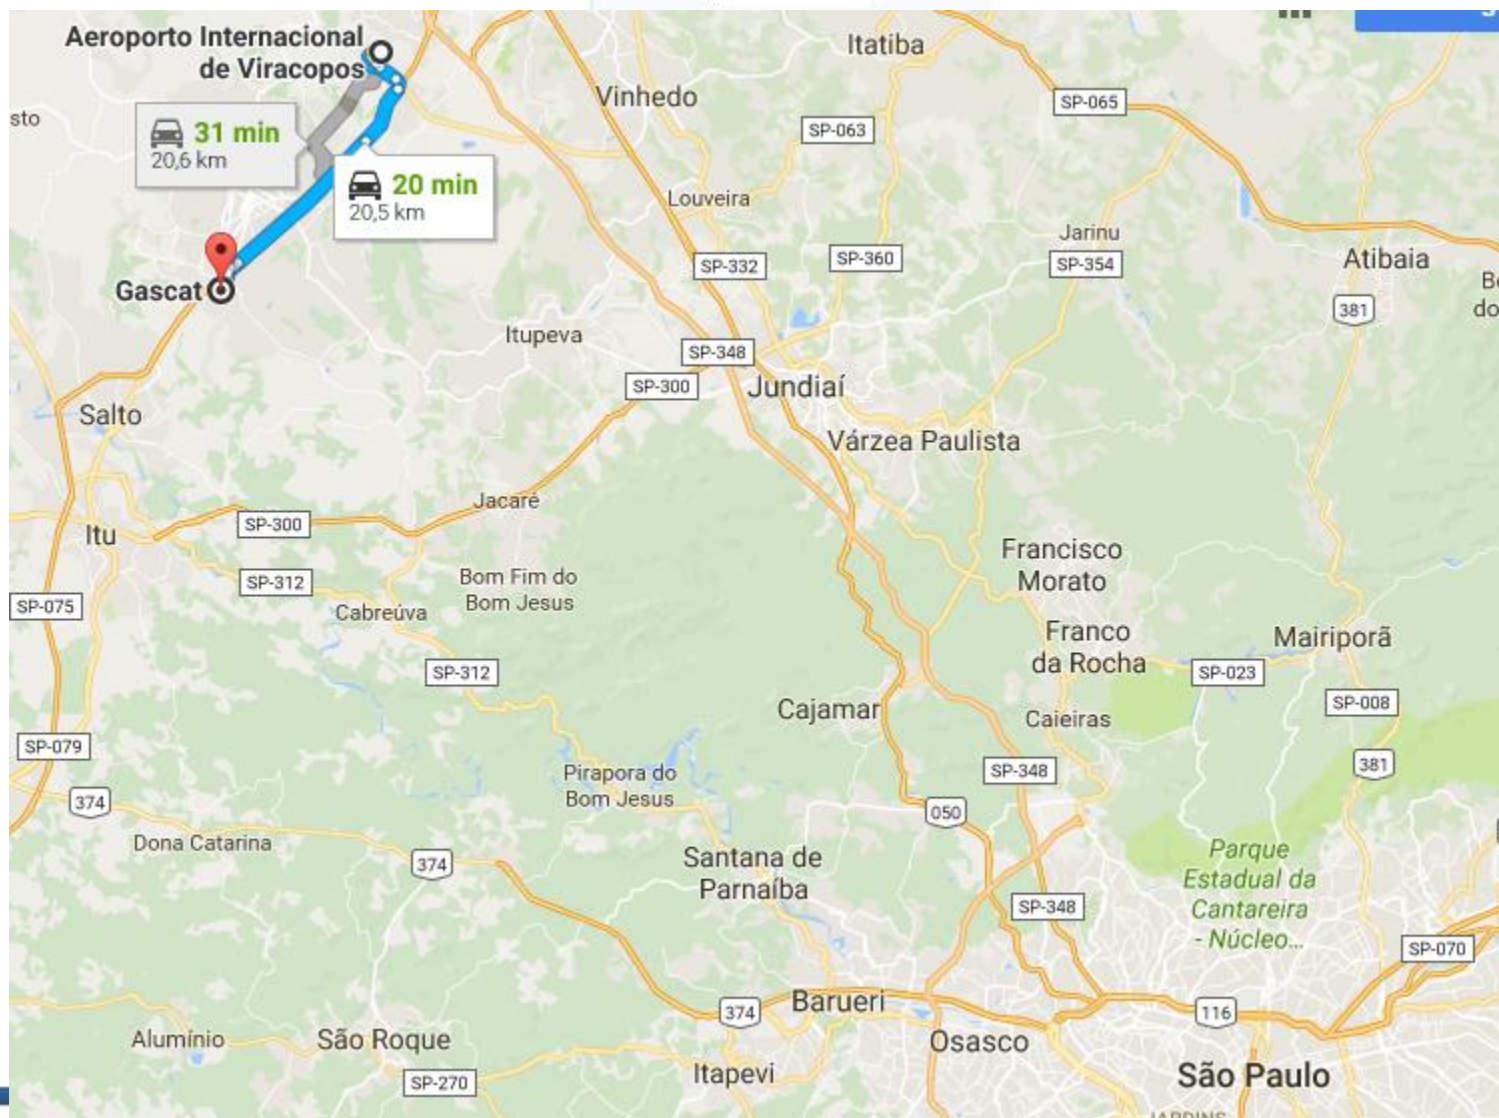 Aeroporto Internacional
de Viracopos
Itatiba
Vinhedo
SP-065
sto
31 min
20,6 km
SP-063
20 min
20,5 km
Louveira
Jarinu
SP-332
SP-360
SP-354
Atibaia
Gascat
381
do
Itupeva
SP-348
SP-300
Jundiaí
Salto
Várzea Paulista
Jacaré
SP-300
Itu
Francisco
Morato
SP-312
Bom Fim do
Bom Jesus
SP-075
Cabreúva
Franco
da Rocha
Mairiporã
SP-312
SP-023
Cajamar
Caieiras
SP-008
SP-079
Pirapora do
Bom Jesus
SP-348
381
374
050
Dona Catarina
374
Santana de
Parnaíba
Parque
Estadual da
Cantareira
- Núcleo...
SP-348
SP-070
374
Barueri
116
Alumínio
São Roque
Osasco
SP-270
Itapevi
São Paulo